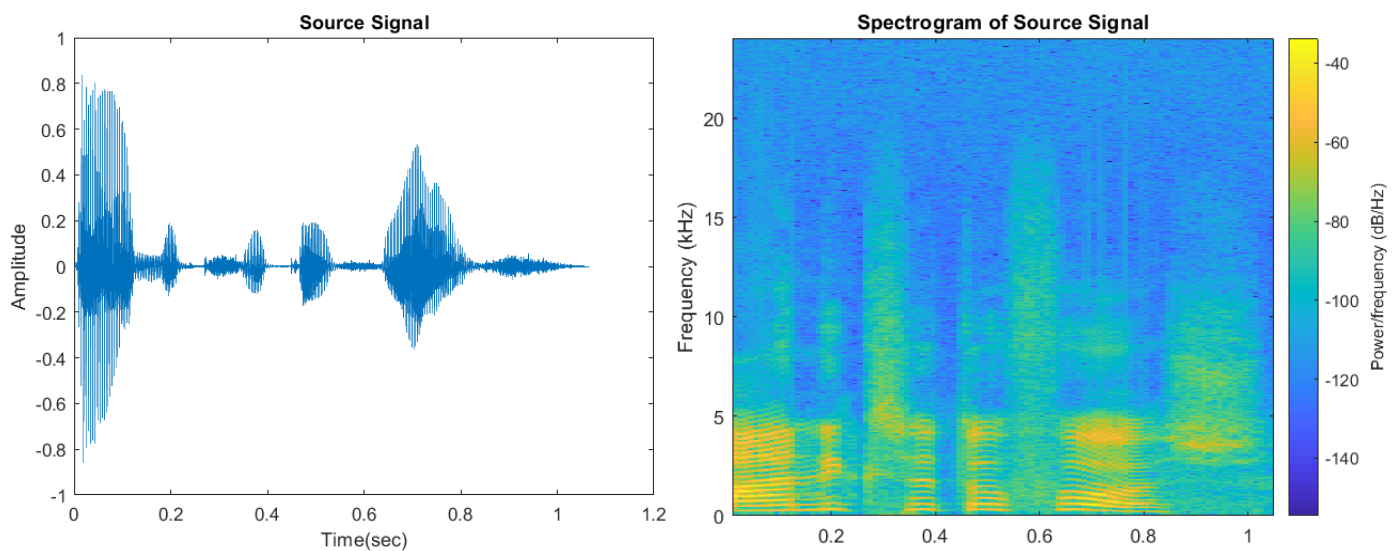 Source Signal
1
0.8
0.6
0.4
0.2
0
-0.2
-0.4
-0.6
-0.8
-1
Amplitude
0 0.2 0.4 0.6 0.8 1 1.2
Time(sec)
Spectrogram of Source Signal
20
15
10
5
0
Frequency (kHz)
0.2 0.4 0.6 0.8 1
-40
-60
-80
-100
-120
-140
Power/frequency (dB/Hz)